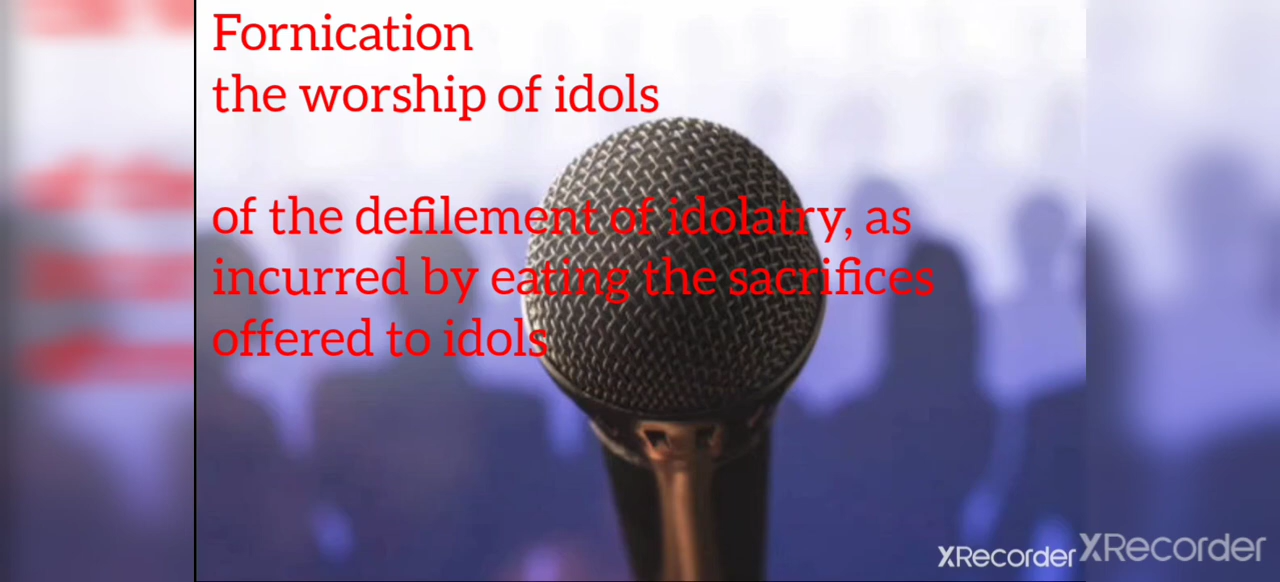 Fornication
the worship of idols
of the defilement of idolatry, as
incurred by eating the sacrifices
offered to idols
XRecorder
XRecorder